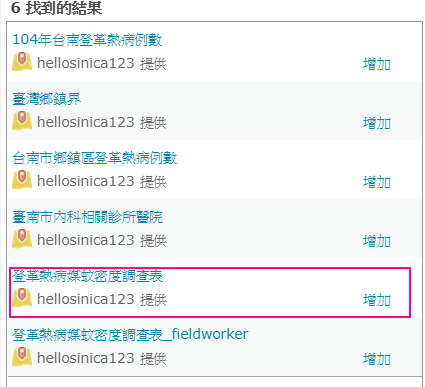 6 找到的結果
104年台南登革熱病例數
hellosinica123 提供 增加
臺灣鄉鎮界
hellosinica123 提供 增加
台南市鄉鎮區登革熱病例數
hellosinica123 提供 增加
臺南市內科相關診所醫院
hellosinica123 提供 增加
登革熱病媒蚊密度調查表
hellosinica123 提供 增加
登革熱病媒蚊密度調查表_fieldworker
hellosinica123 提供 增加